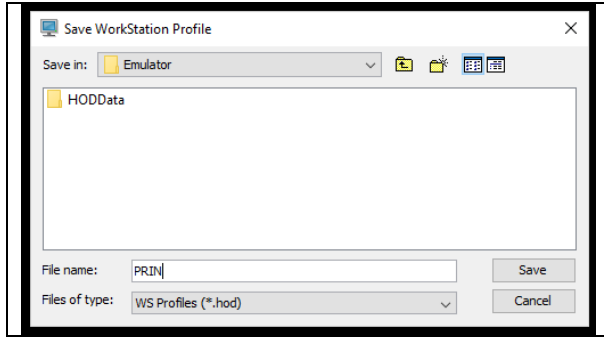 Save WorkStation Profile
Save in: Emulator
HODData
File name: PRIN
Save
Files of type: WS Profiles (*.hod)
Cancel